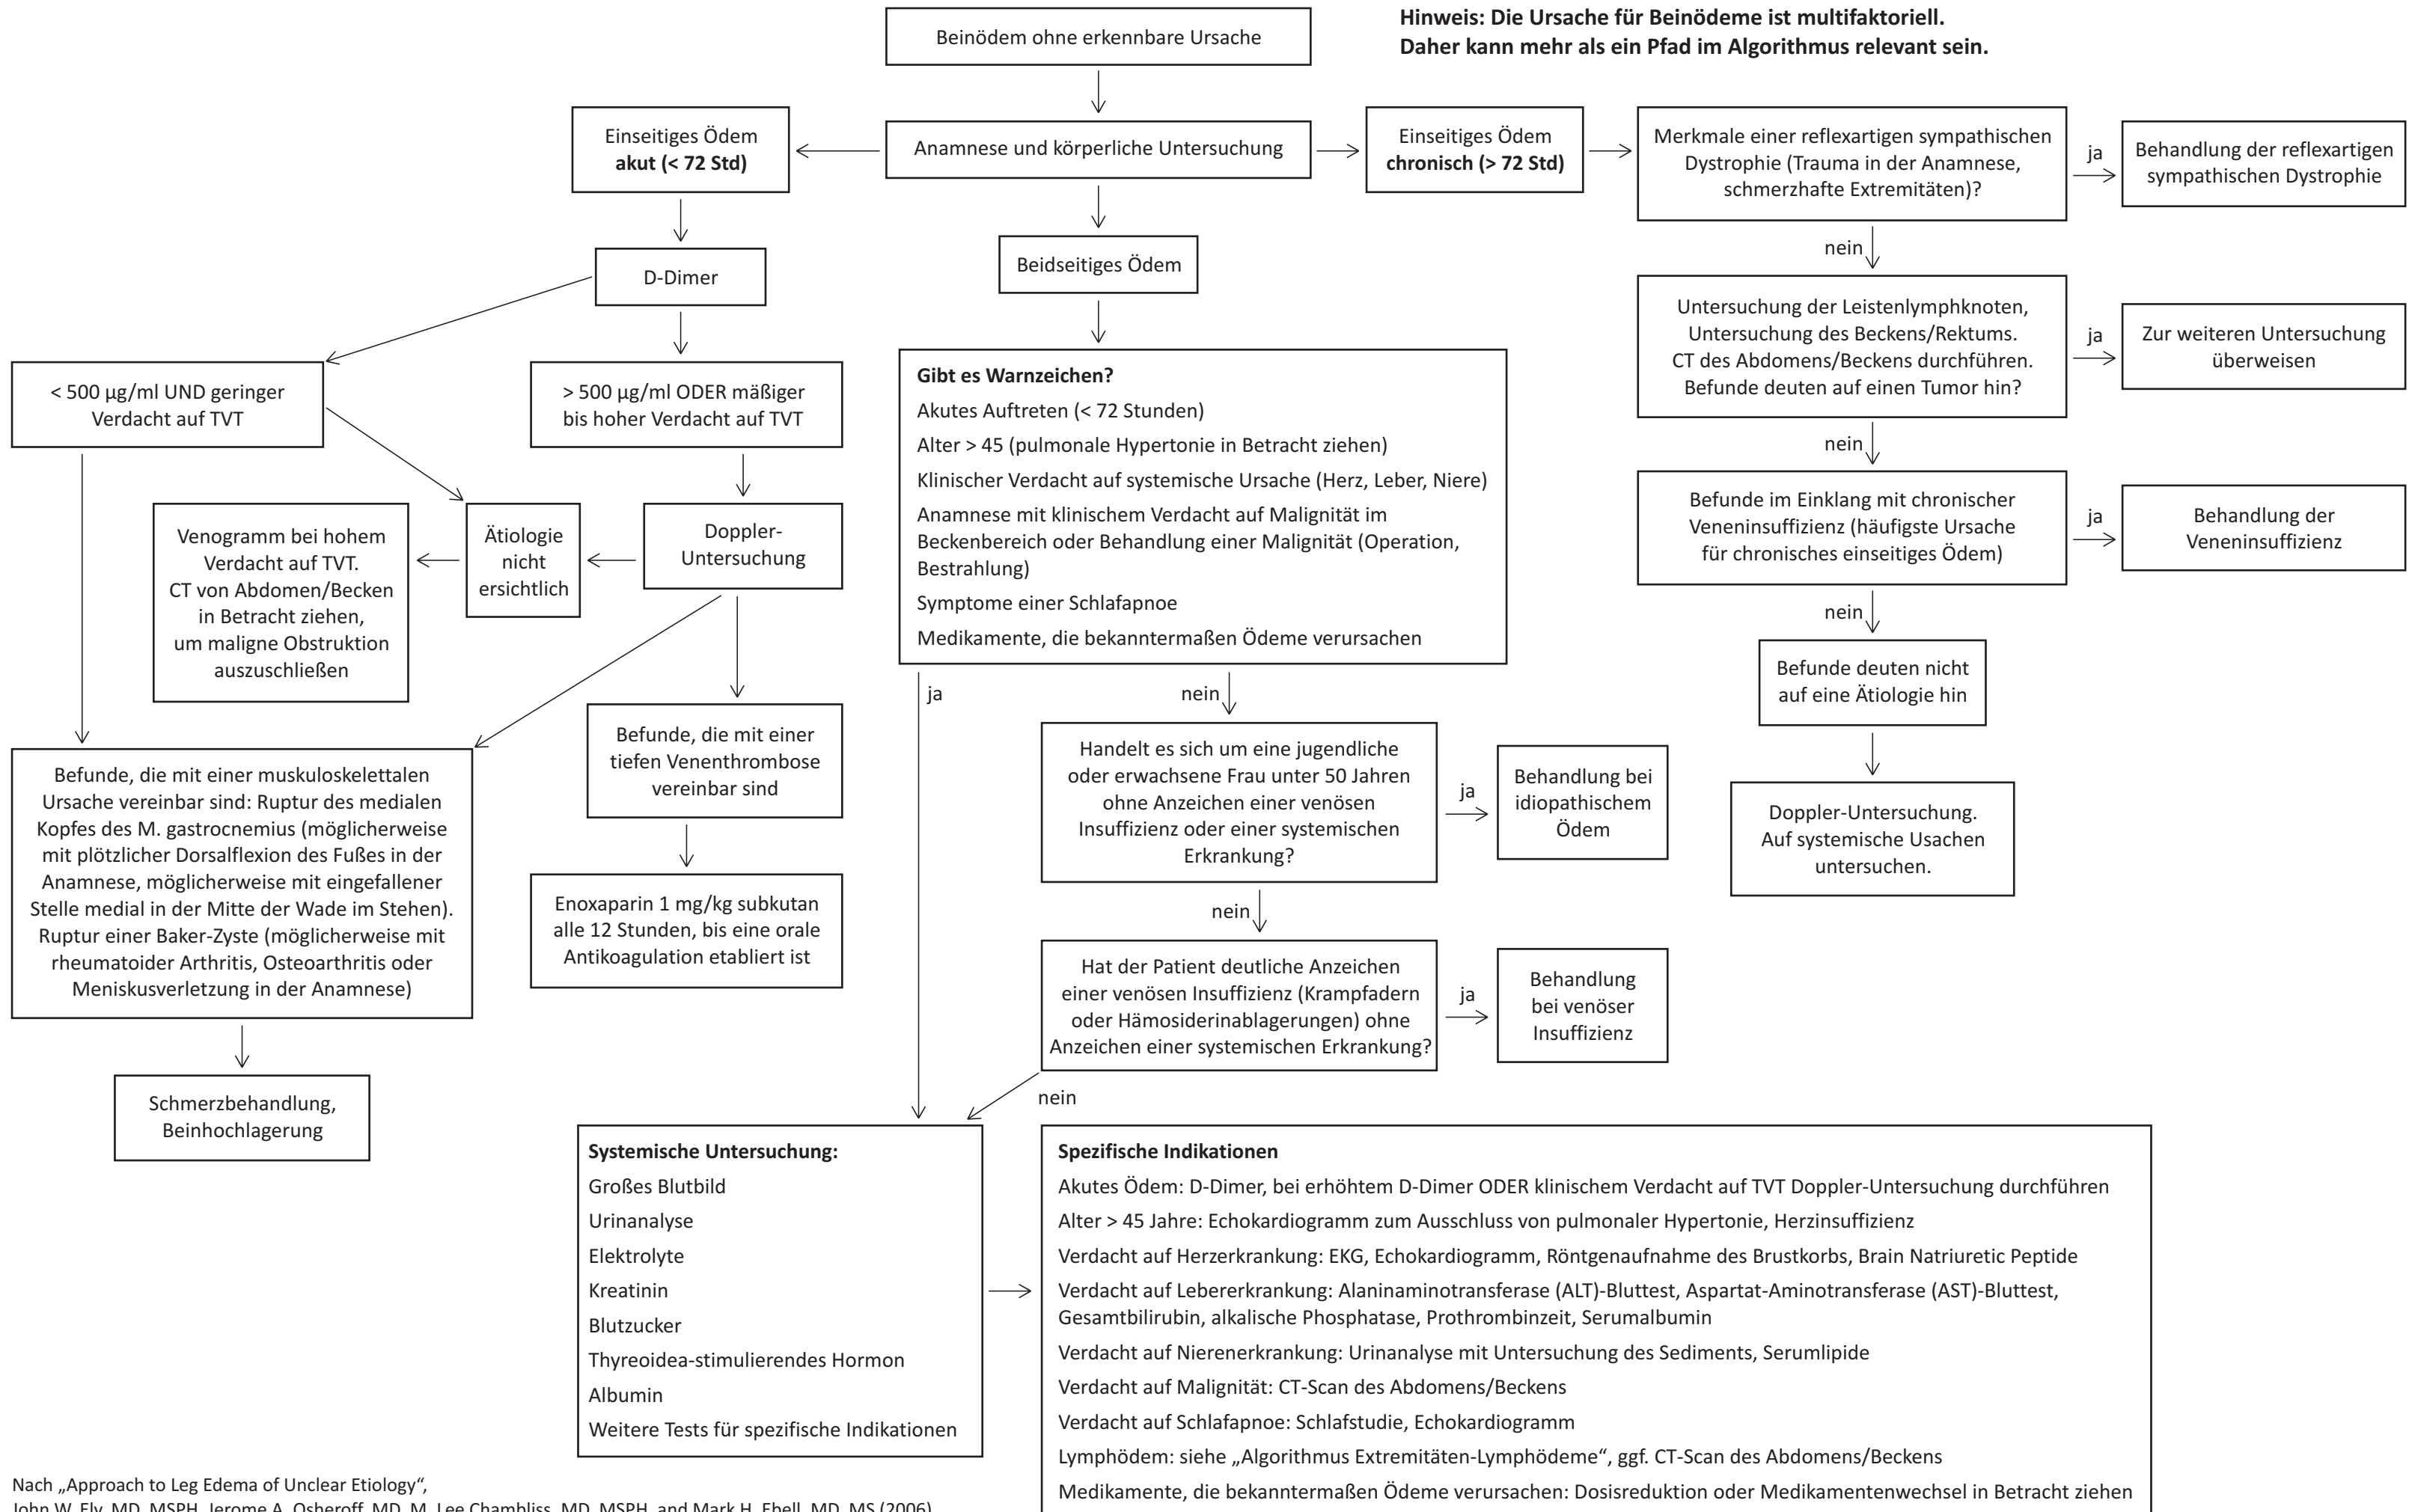 Hinweis: Die Ursache für Beinödeme ist multifaktoriell.
Daher kann mehr als ein Pfad im Algorithmus relevant sein.
Beinödem ohne erkennbare Ursache
Anamnese und körperliche Untersuchung
Einseitiges Ödem
akut (< 72 Std)
D-Dimer
< 500 µg/ml UND geringer
Verdacht auf TVT
> 500 µg/ml ODER mäßiger
bis hoher Verdacht auf TVT
Venogramm bei hohem
Verdacht auf TVT.
CT von Abdomen/Becken
in Betracht ziehen,
um maligne Obstruktion
auszuschließen
Ätiologie
nicht
ersichtlich
Doppler-
Untersuchung
Befunde, die mit einer
tiefen Venenthrombose
vereinbar sind
Enoxaparin 1 mg/kg subkutan
alle 12 Stunden, bis eine orale
Antikoagulation etabliert ist
Befunde, die mit einer muskuloskelettalen
Ursache vereinbar sind: Ruptur des medialen
Kopfes des M. gastrocnemius (möglicherweise
mit plötzlicher Dorsalflexion des Fußes in der
Anamnese, möglicherweise mit eingefallener
Stelle medial in der Mitte der Wade im Stehen).
Ruptur einer Baker-Zyste (möglicherweise mit
rheumatoider Arthritis, Osteoarthritis oder
Meniskusverletzung in der Anamnese)
Schmerzbehandlung,
Beinhochlagerung
Beidseitiges Ödem
Gibt es Warnzeichen?
Akutes Auftreten (< 72 Stunden)
Alter > 45 (pulmonale Hypertonie in Betracht ziehen)
Klinischer Verdacht auf systemische Ursache (Herz, Leber, Niere)
Anamnese mit klinischem Verdacht auf Malignität im
Beckenbereich oder Behandlung einer Malignität (Operation,
Bestrahlung)
Symptome einer Schlafapnoe
Medikamente, die bekanntermaßen Ödeme verursachen
ja
nein
Handelt es sich um eine jugendliche
oder erwachsene Frau unter 50 Jahren
ohne Anzeichen einer venösen
Insuffizienz oder einer systemischen
Erkrankung?
ja
Behandlung bei
idiopathischem
Ödem
nein
Hat der Patient deutliche Anzeichen
einer venösen Insuffizienz (Krampfadern
oder Hämosiderinablagerungen) ohne
Anzeichen einer systemischen Erkrankung?
ja
Behandlung
bei venöser
Insuffizienz
nein
Einseitiges Ödem
chronisch (> 72 Std)
Merkmale einer reflexartigen sympathischen
Dystrophie (Trauma in der Anamnese,
schmerzhafte Extremitäten)?
ja
Behandlung der reflexartigen
sympathischen Dystrophie
nein
Untersuchung der Leistenlymphknoten,
Untersuchung des Beckens/Rektums.
CT des Abdomens/Beckens durchführen.
Befunde deuten auf einen Tumor hin?
ja
Zur weiteren Untersuchung
überweisen
nein
Befunde im Einklang mit chronischer
Veneninsuffizienz (häufigste Ursache
für chronisches einseitiges Ödem)
ja
Behandlung der
Veneninsuffizienz
nein
Befunde deuten nicht
auf eine Ätiologie hin
Doppler-Untersuchung.
Auf systemische Usachen
untersuchen.
Systemische Untersuchung:
Großes Blutbild
Urinanalyse
Elektrolyte
Kreatinin
Blutzucker
Thyreoidea-stimulierendes Hormon
Albumin
Weitere Tests für spezifische Indikationen
Spezifische Indikationen
Akutes Ödem: D-Dimer, bei erhöhtem D-Dimer ODER klinischem Verdacht auf TVT Doppler-Untersuchung durchführen
Alter > 45 Jahre: Echokardiogramm zum Ausschluss von pulmonaler Hypertonie, Herzinsuffizienz
Verdacht auf Herzerkrankung: EKG, Echokardiogramm, Röntgenaufnahme des Brustkorbs, Brain Natriuretic Peptide
Verdacht auf Lebererkrankung: Alaninaminotransferase (ALT)-Bluttest, Aspartat-Aminotransferase (AST)-Bluttest,
Gesamtbilirubin, alkalische Phosphatase, Prothrombinzeit, Serumalbumin
Verdacht auf Nierenerkrankung: Urinanalyse mit Untersuchung des Sediments, Serumlipide
Verdacht auf Malignität: CT-Scan des Abdomens/Beckens
Verdacht auf Schlafapnoe: Schlafstudie, Echokardiogramm
Lymphödem: siehe „Algorithmus Extremitäten-Lymphödeme“, ggf. CT-Scan des Abdomens/Beckens
Medikamente, die bekanntermaßen Ödeme verursachen: Dosisreduktion oder Medikamentenwechsel in Betracht ziehen
Nach „Approach to Leg Edema of Unclear Etiology“,
John W. Ely, MD, MSPH, Jerome A. Osheroff, MD, M. Lee Chambliss, MD, MSPH, and Mark H. Ebell, MD, MS (2006)